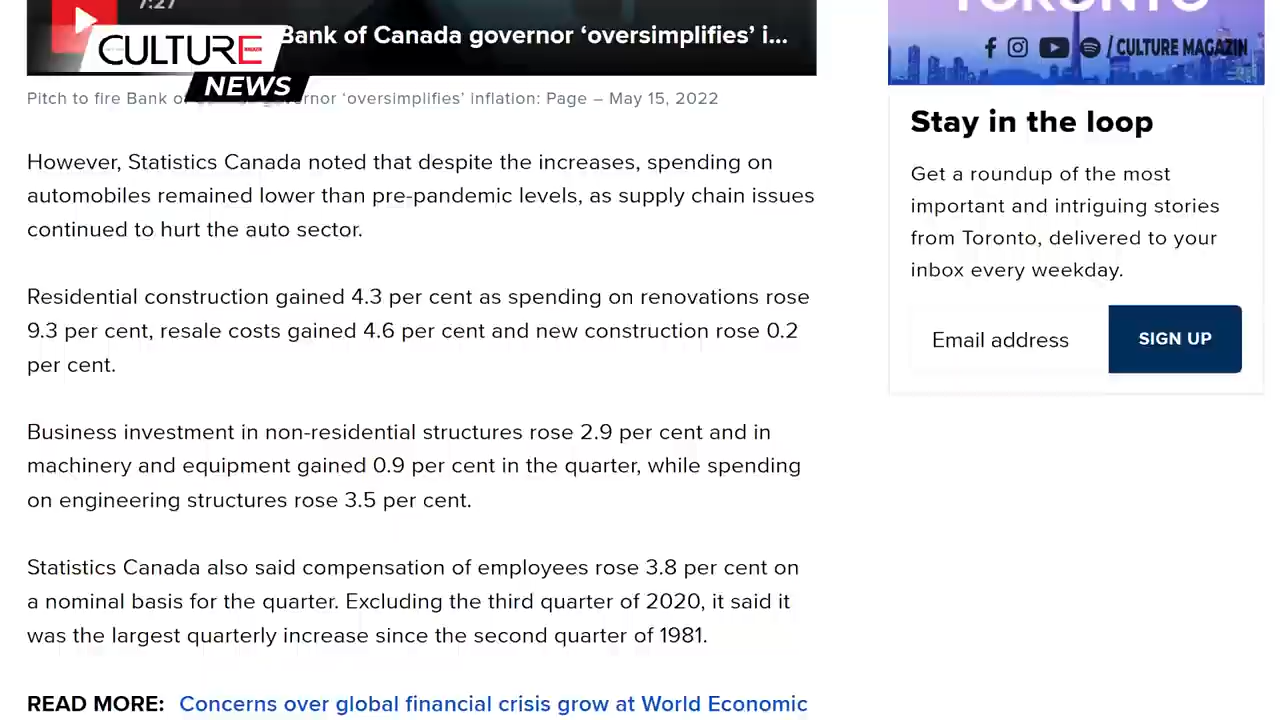 7:27
Bank of Canada governor ‘oversimplifies’ i...
CULTURE
NEWS
Pitch to fire Bank o governor ‘oversimplifies’ inflation: Page – May 15, 2022
However, Statistics Canada noted that despite the increases, spending on
automobiles remained lower than pre-pandemic levels, as supply chain issues
continued to hurt the auto sector.
Residential construction gained 4.3 per cent as spending on renovations rose
9.3 per cent, resale costs gained 4.6 per cent and new construction rose 0.2
per cent.
Business investment in non-residential structures rose 2.9 per cent and in
machinery and equipment gained 0.9 per cent in the quarter, while spending
on engineering structures rose 3.5 per cent.
Statistics Canada also said compensation of employees rose 3.8 per cent on
a nominal basis for the quarter. Excluding the third quarter of 2020, it said it
was the largest quarterly increase since the second quarter of 1981.
READ MORE: Concerns over global financial crisis grow at World Economic
TORONTO
/ CULTURE MAGAZIN
Stay in the loop
Get a roundup of the most
important and intriguing stories
from Toronto, delivered to your
inbox every weekday.
Email address
SIGN UP